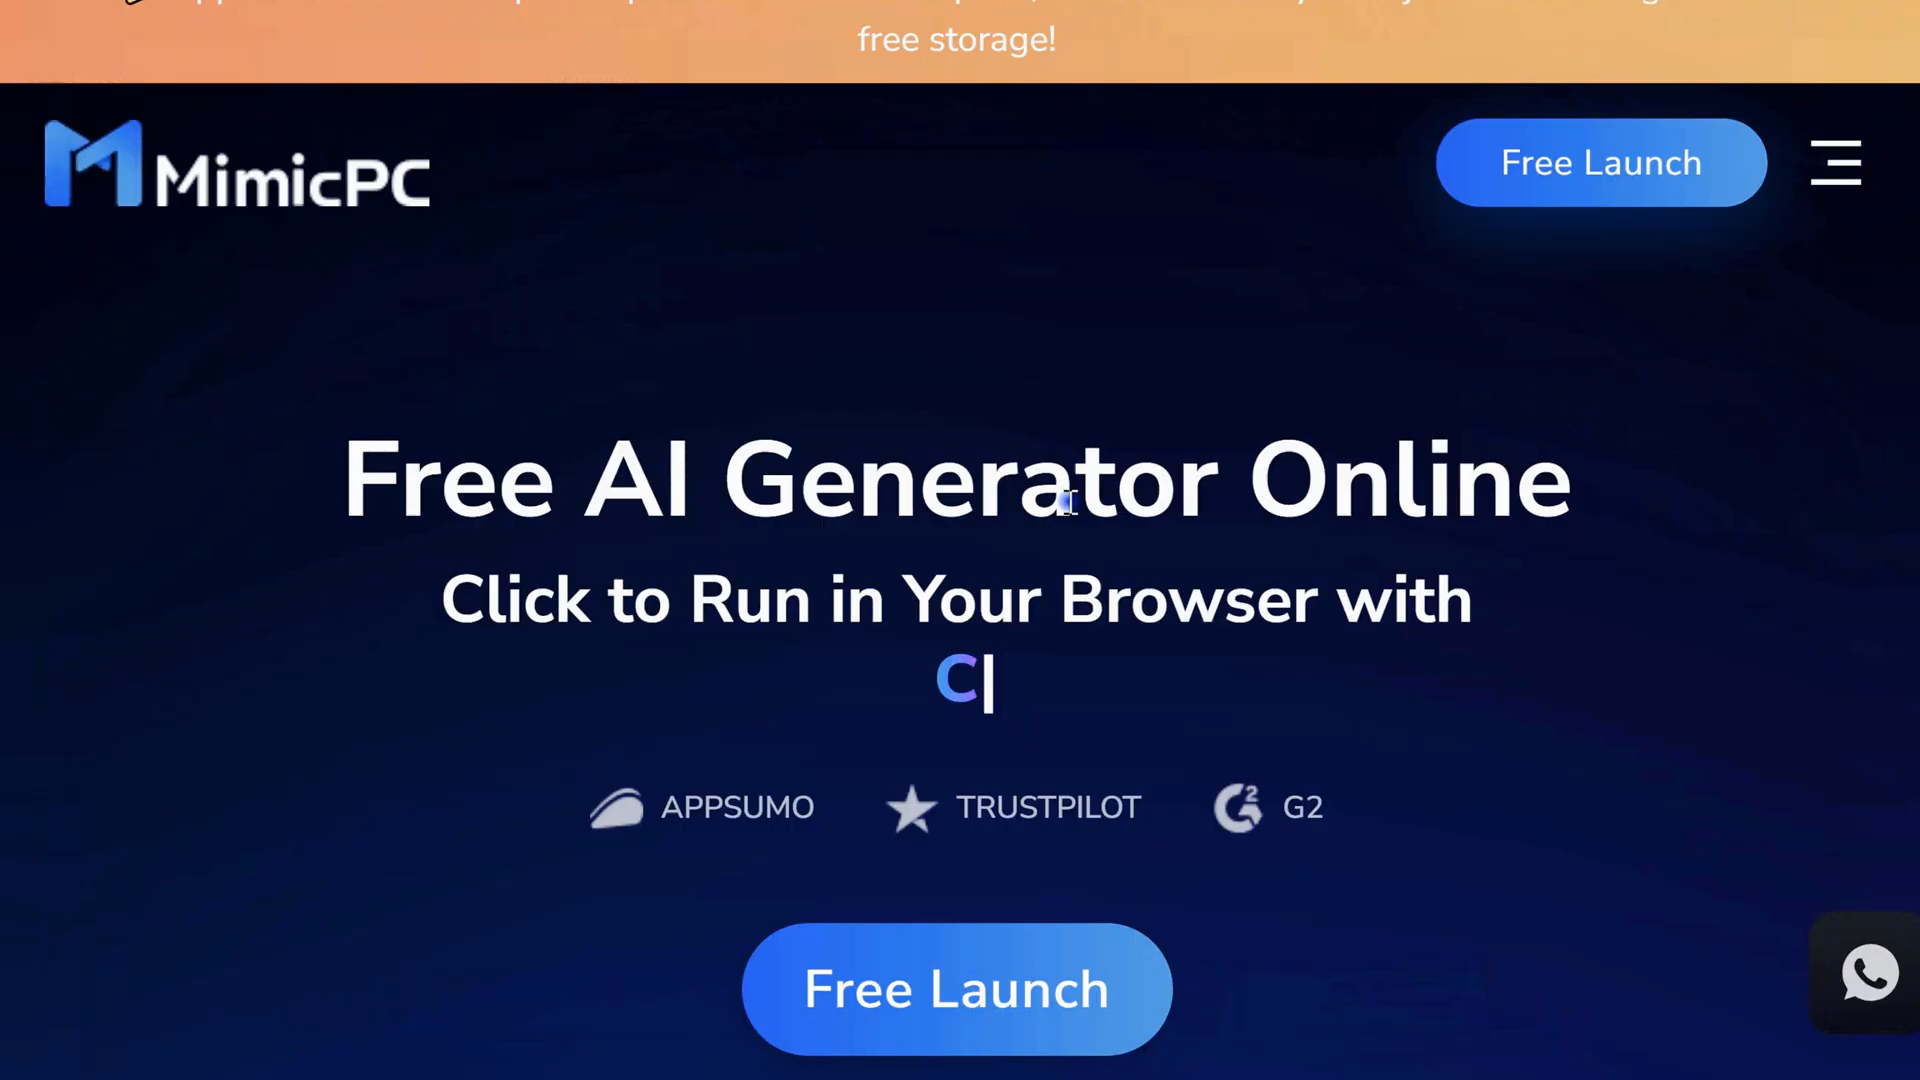 free storage!
MimicPC
Free Launch
Free AI Generator Online
Click to Run in Your Browser with
C|
APPSUMO
TRUSTPILOT
G2
Free Launch